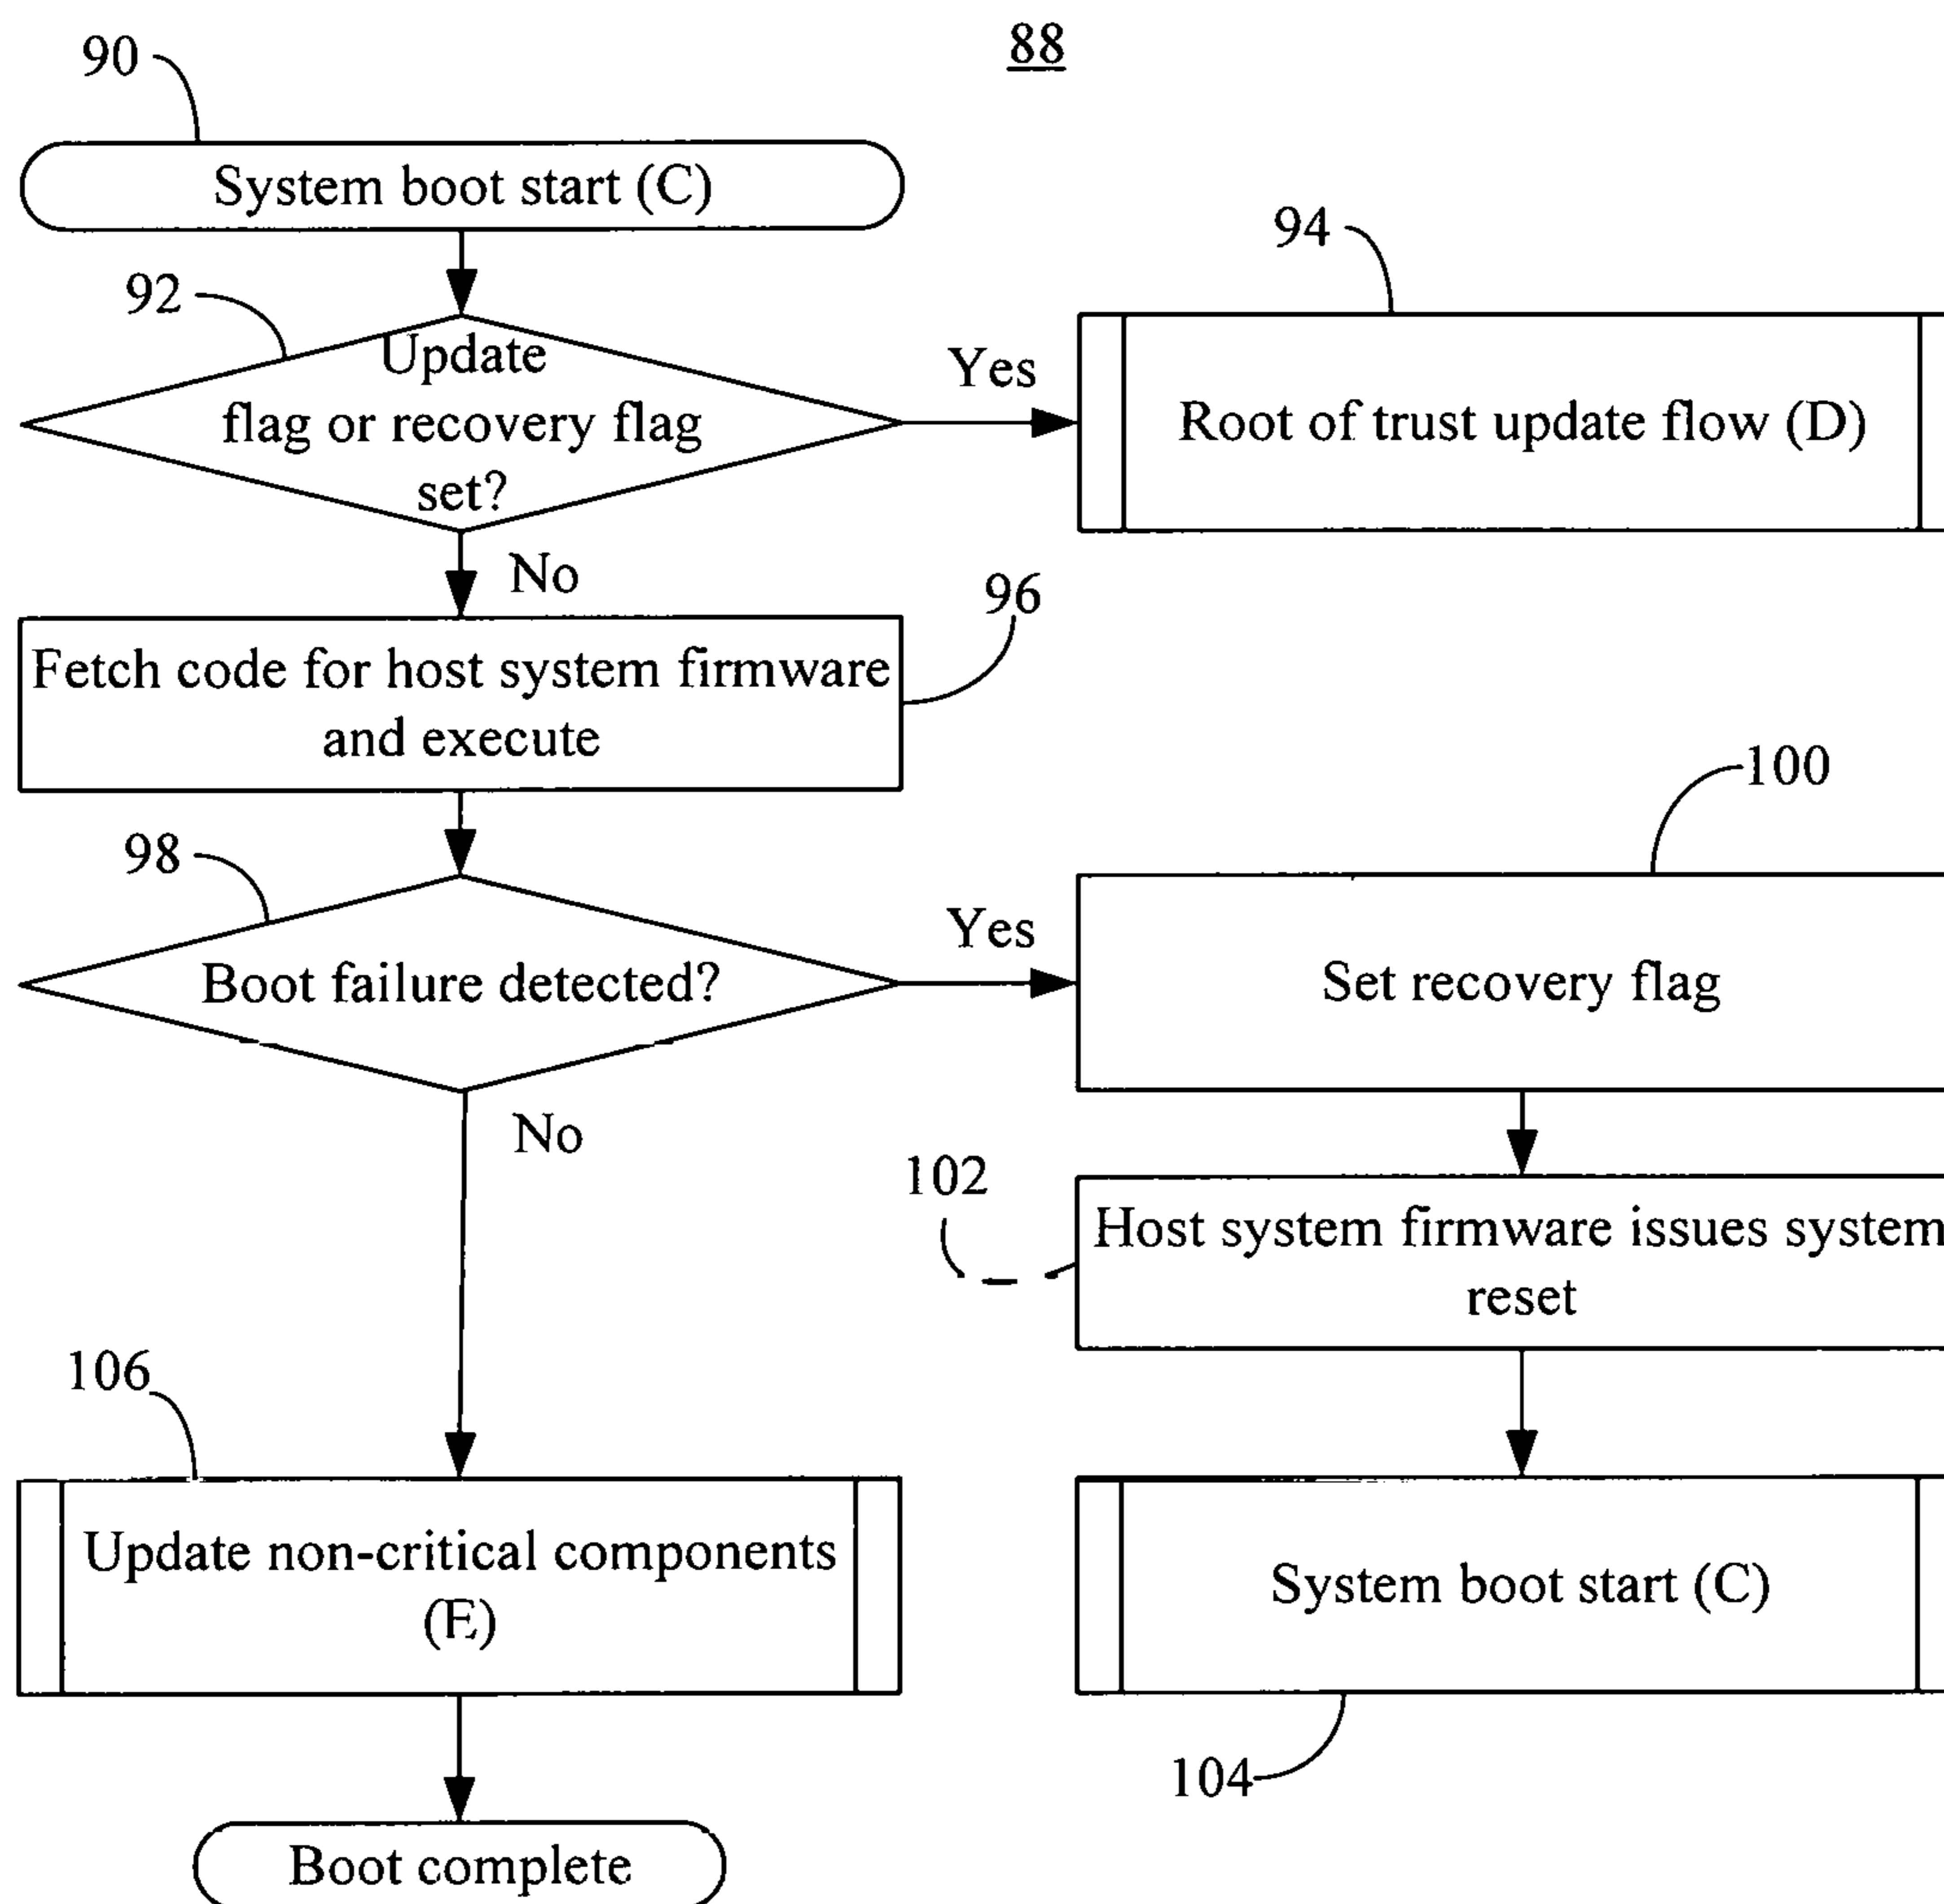 88
90
System boot start (C)
92
Update
flag or recovery flag
set?
Yes
94
Root of trust update flow (D)
No
96
Fetch code for host system firmware
and execute
98
Boot failure detected?
Yes
100
Set recovery flag
No
102
Host system firmware issues system
reset
106
Update non-critical components
(E)
System boot start (C)
104
Boot complete